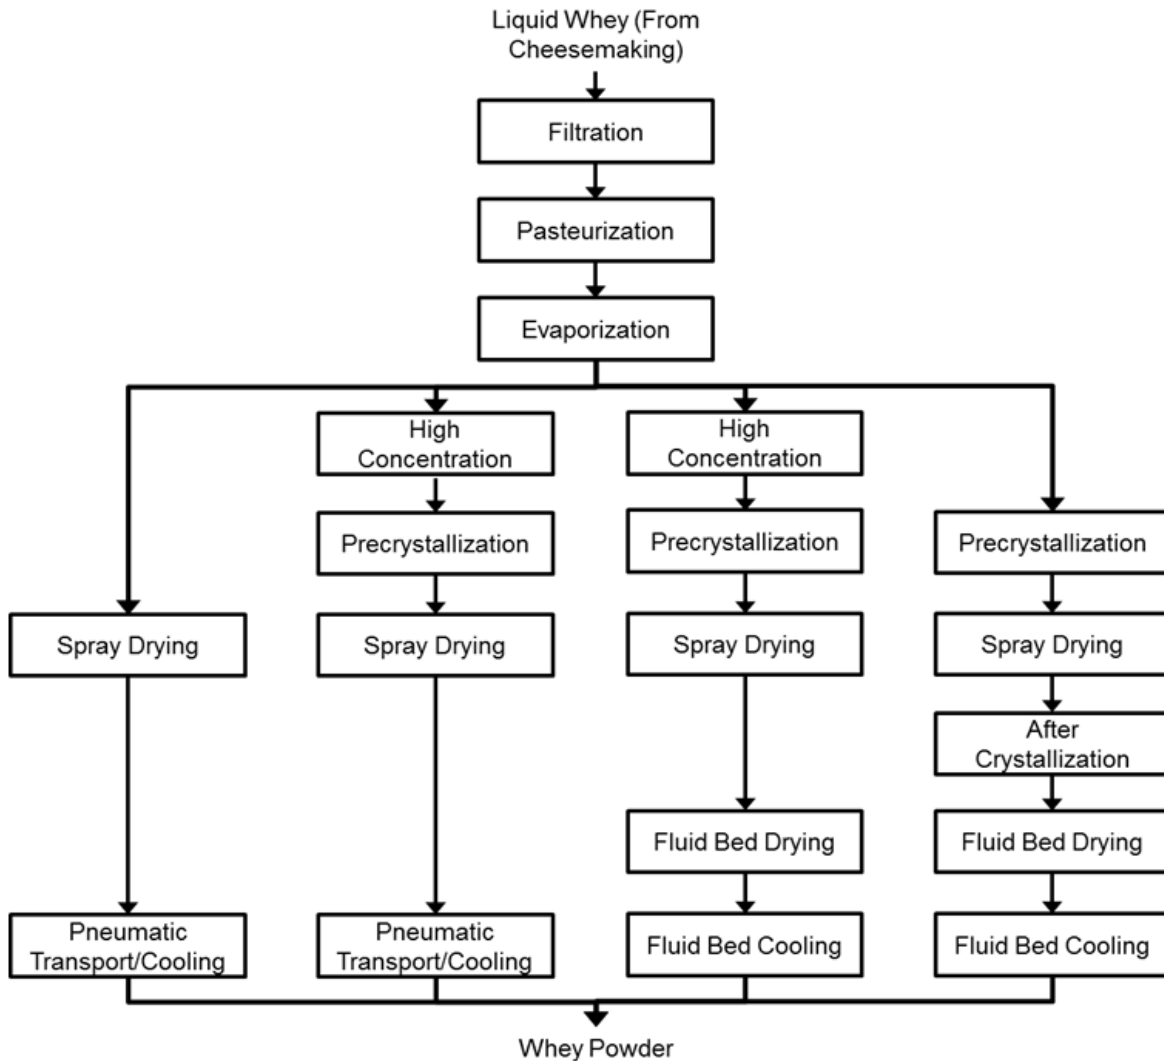 Liquid Whey (From
Cheesemaking)
Filtration
Pasteurization
Evaporization
High
Concentration
High
Concentration
Precrystallization
Precrystallization
Precrystallization
Spray Drying
Spray Drying
Spray Drying
Spray Drying
After
Crystallization
Fluid Bed Drying
Fluid Bed Drying
Pneumatic
Transport/Cooling
Pneumatic
Transport/Cooling
Fluid Bed Cooling
Fluid Bed Cooling
Whey Powder